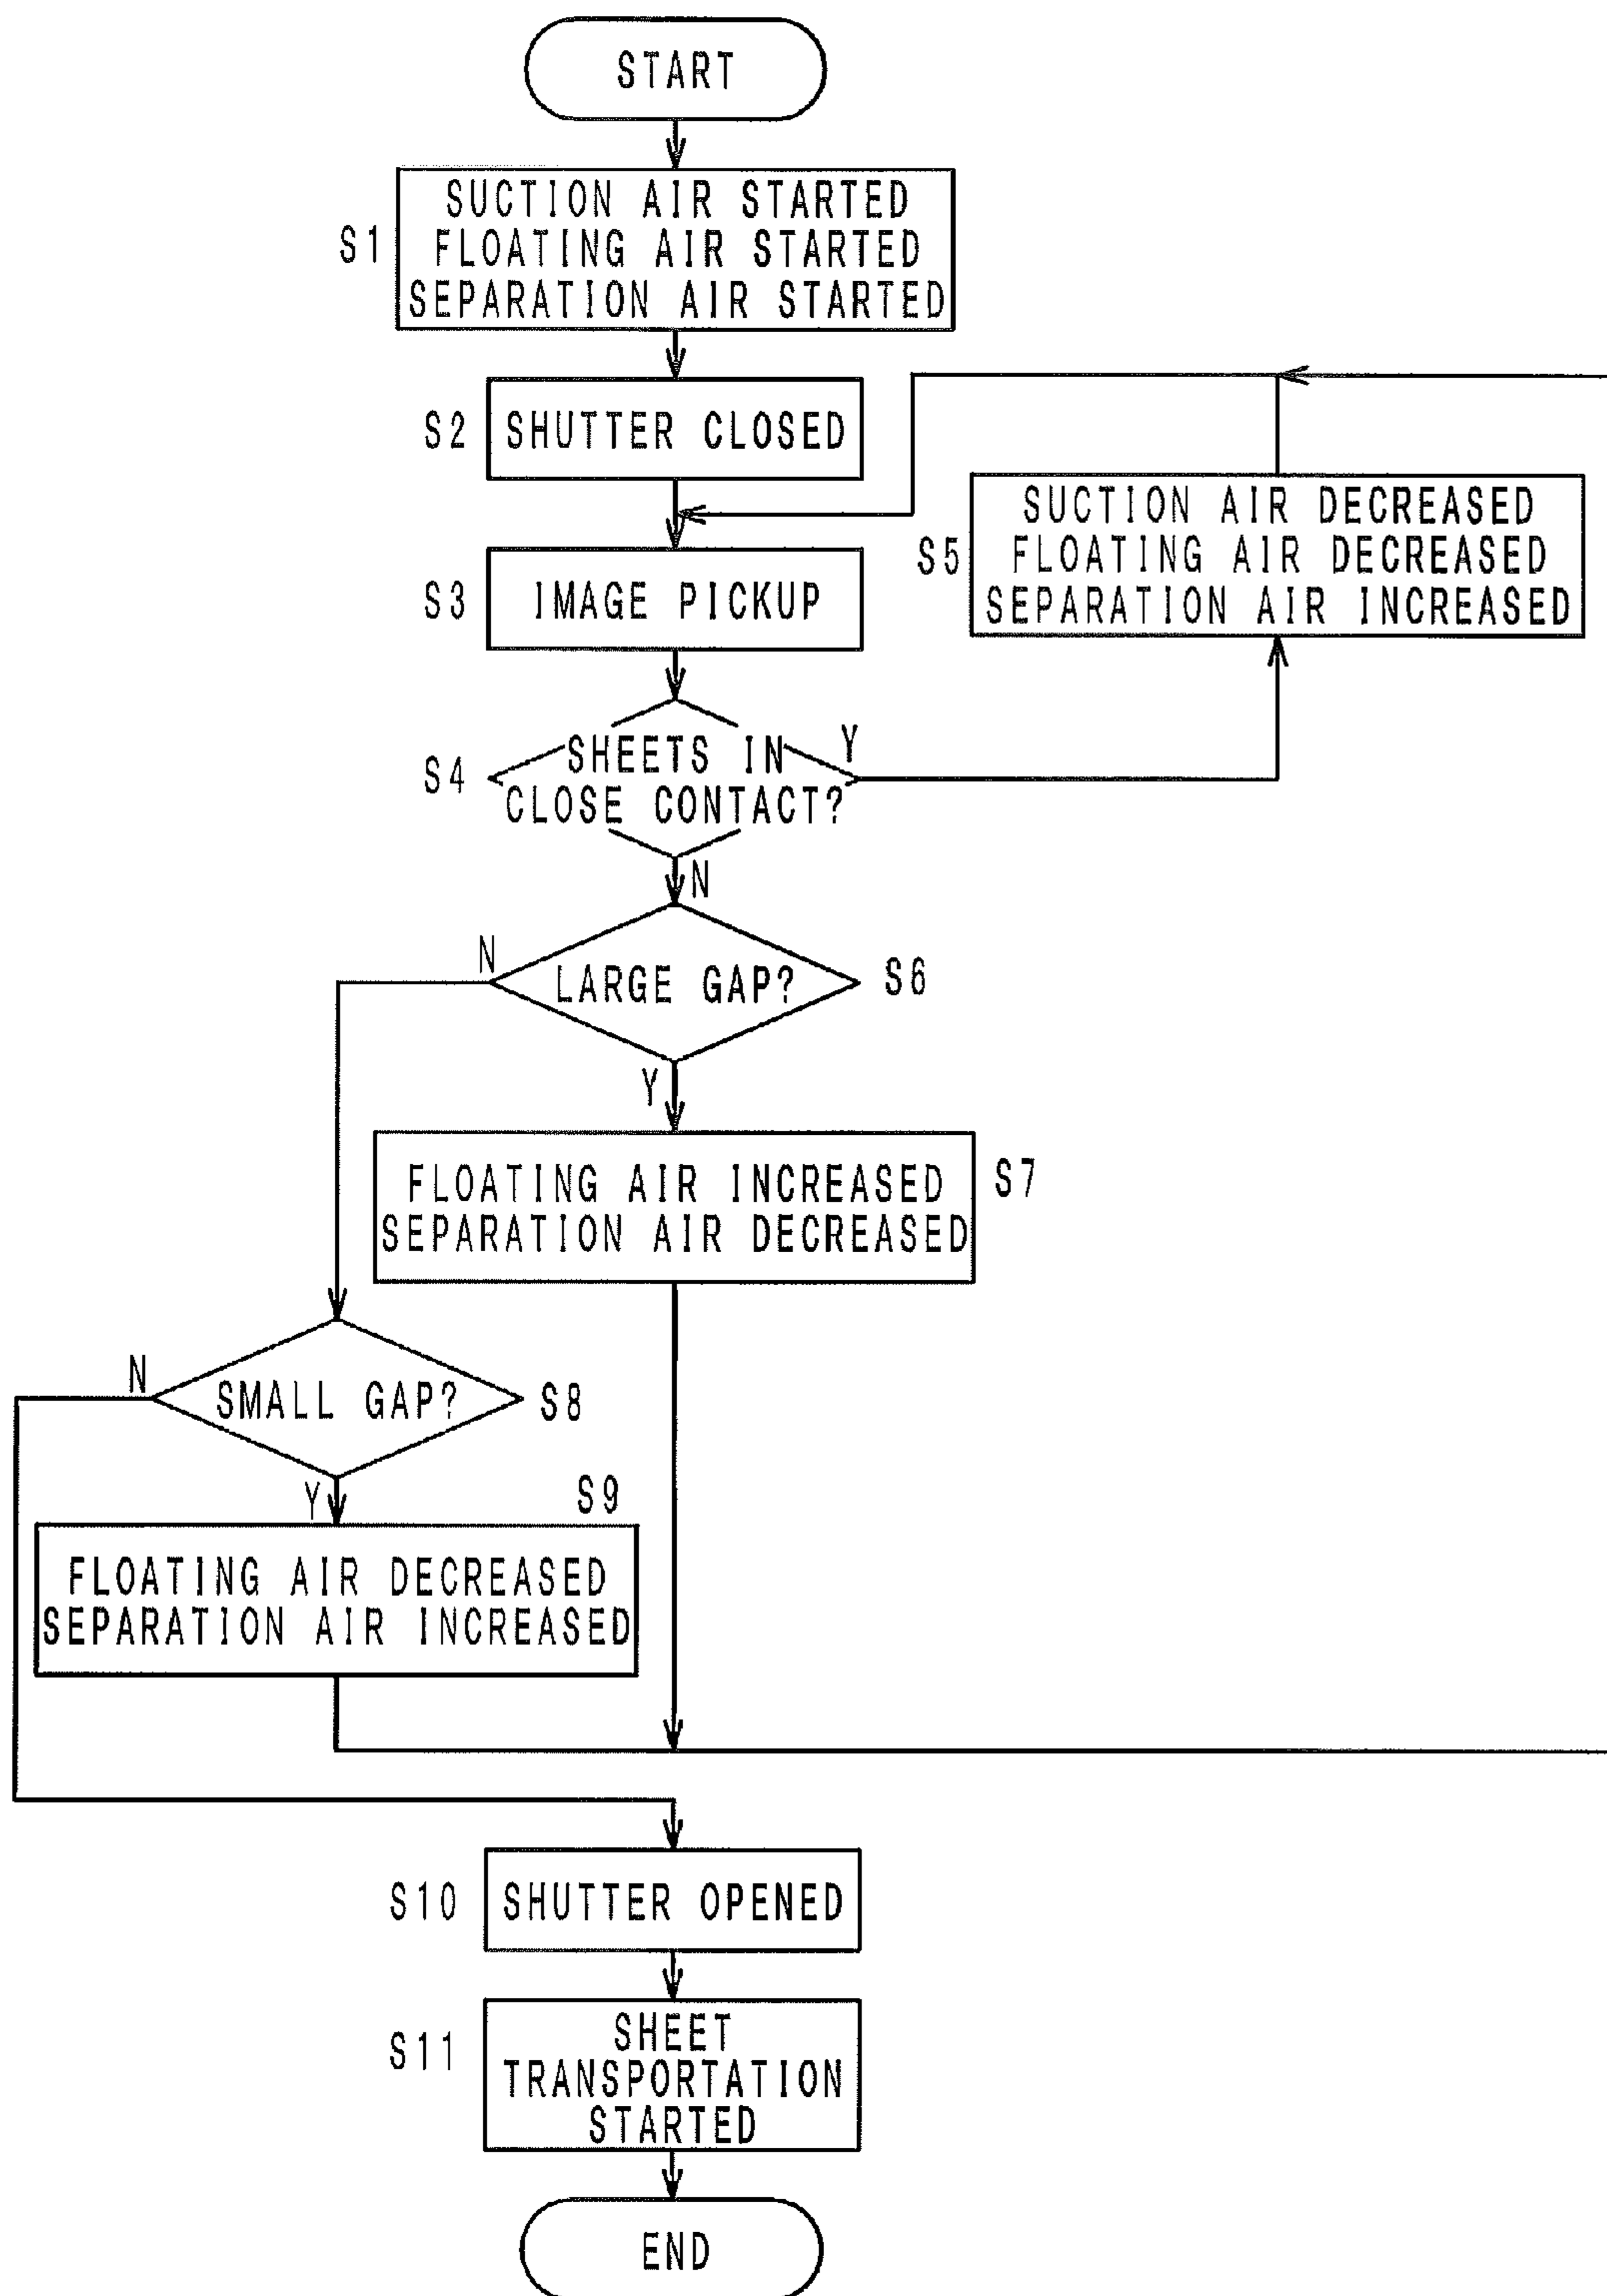 START
S1
SUCTION AIR STARTED
FLOATING AIR STARTED
SEPARATION AIR STARTED
S2
SHUTTER CLOSED
S3
IMAGE PICKUP
S4
SHEETS IN
CLOSE CONTACT?
Y
N
S5
SUCTION AIR DECREASED
FLOATING AIR DECREASED
SEPARATION AIR INCREASED
N
LARGE GAP?
S6
Y
FLOATING AIR INCREASED
SEPARATION AIR DECREASED
S7
N
SMALL GAP?
S8
Y
S9
FLOATING AIR DECREASED
SEPARATION AIR INCREASED
S10
SHUTTER OPENED
S11
SHEET
TRANSPORTATION
STARTED
END